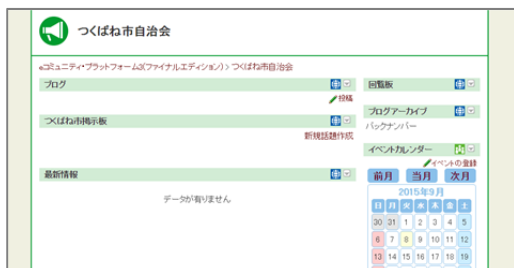 つくばね市自治会
eコミュニティ・プラットフォーム3(ファイナルエディション) > つくばね市自治会
ブログ
投稿
つくばね市掲示板
新規話題作成
最新情報
データが有りません
回覧板
ブログアーカイブ
バックナンバー
イベントカレンダー
イベントの登録
前月 当月 次月
2015年9月
日 月 火 水 木 金 土
30 31 1 2 3 4 5
6 7 8 9 10 11 12
13 14 15 16 17 18 19